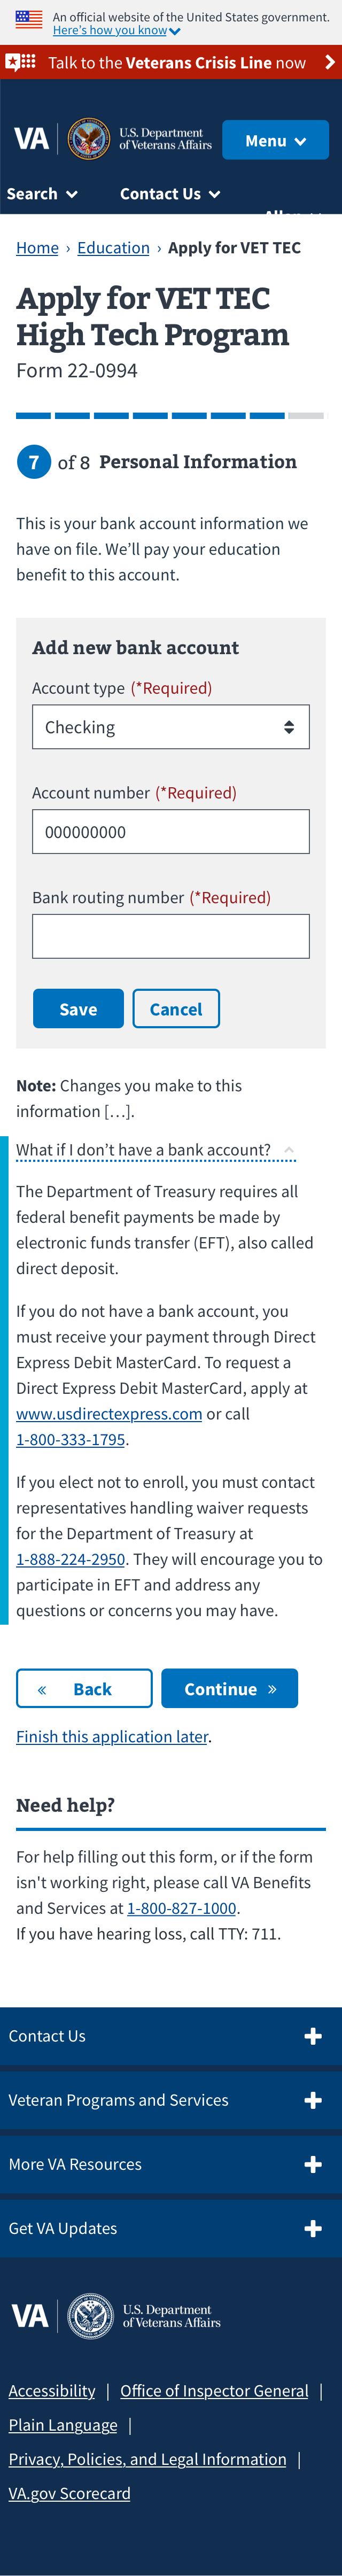 An official website of the United States government.
Here's how you know
Talk to the Veterans Crisis Line now
VA
U.S. Department
of Veterans Affairs
Menu
Search
Contact Us
Home › Education › Apply for VET TEC
Apply for VET TEC
High Tech Program
Form 22-0994
7 of 8 Personal Information
This is your bank account information we
have on file. We'll pay your education
benefit to this account.
Add new bank account
Account type (*Required)
Checking
Account number (*Required)
000000000
Bank routing number (*Required)
Save
Cancel
Note: Changes you make to this
information […].
What if I don't have a bank account?
The Department of Treasury requires all
federal benefit payments be made by
electronic funds transfer (EFT), also called
direct deposit.
If you do not have a bank account, you
must receive your payment through Direct
Express Debit MasterCard. To request a
Direct Express Debit MasterCard, apply at
www.usdirectexpress.com or call
1-800-333-1795.
If you elect not to enroll, you must contact
representatives handling waiver requests
for the Department of Treasury at
1-888-224-2950. They will encourage you to
participate in EFT and address any
questions or concerns you may have.
« Back
Continue »
Finish this application later.
Need help?
For help filling out this form, or if the form
isn't working right, please call VA Benefits
and Services at 1-800-827-1000.
If you have hearing loss, call TTY: 711.
Contact Us
Veteran Programs and Services
More VA Resources
Get VA Updates
VA
U.S. Department
of Veterans Affairs
Accessibility | Office of Inspector General |
Plain Language |
Privacy, Policies, and Legal Information |
VA.gov Scorecard